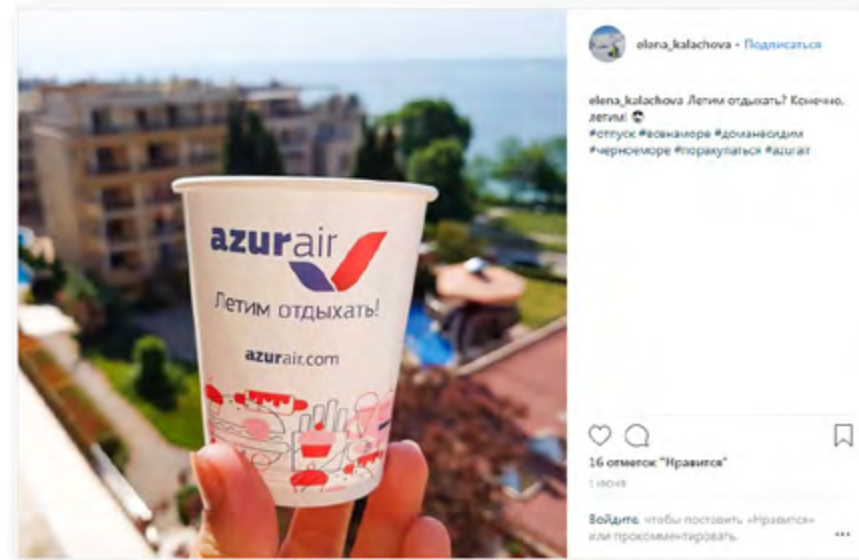 azurair
Летим отдыхать!
azurair.com
elena_kalachova • Подписаться
elena_kalachova Летим отдыхать? Конечно,
летим! 😎
#отпуск #всенаморе #доманесидим
#черноеморе #поракупаться #azurair
16 отметок "Нравится"
1 июня
Войдите, чтобы поставить «Нравится»
или прокомментировать.